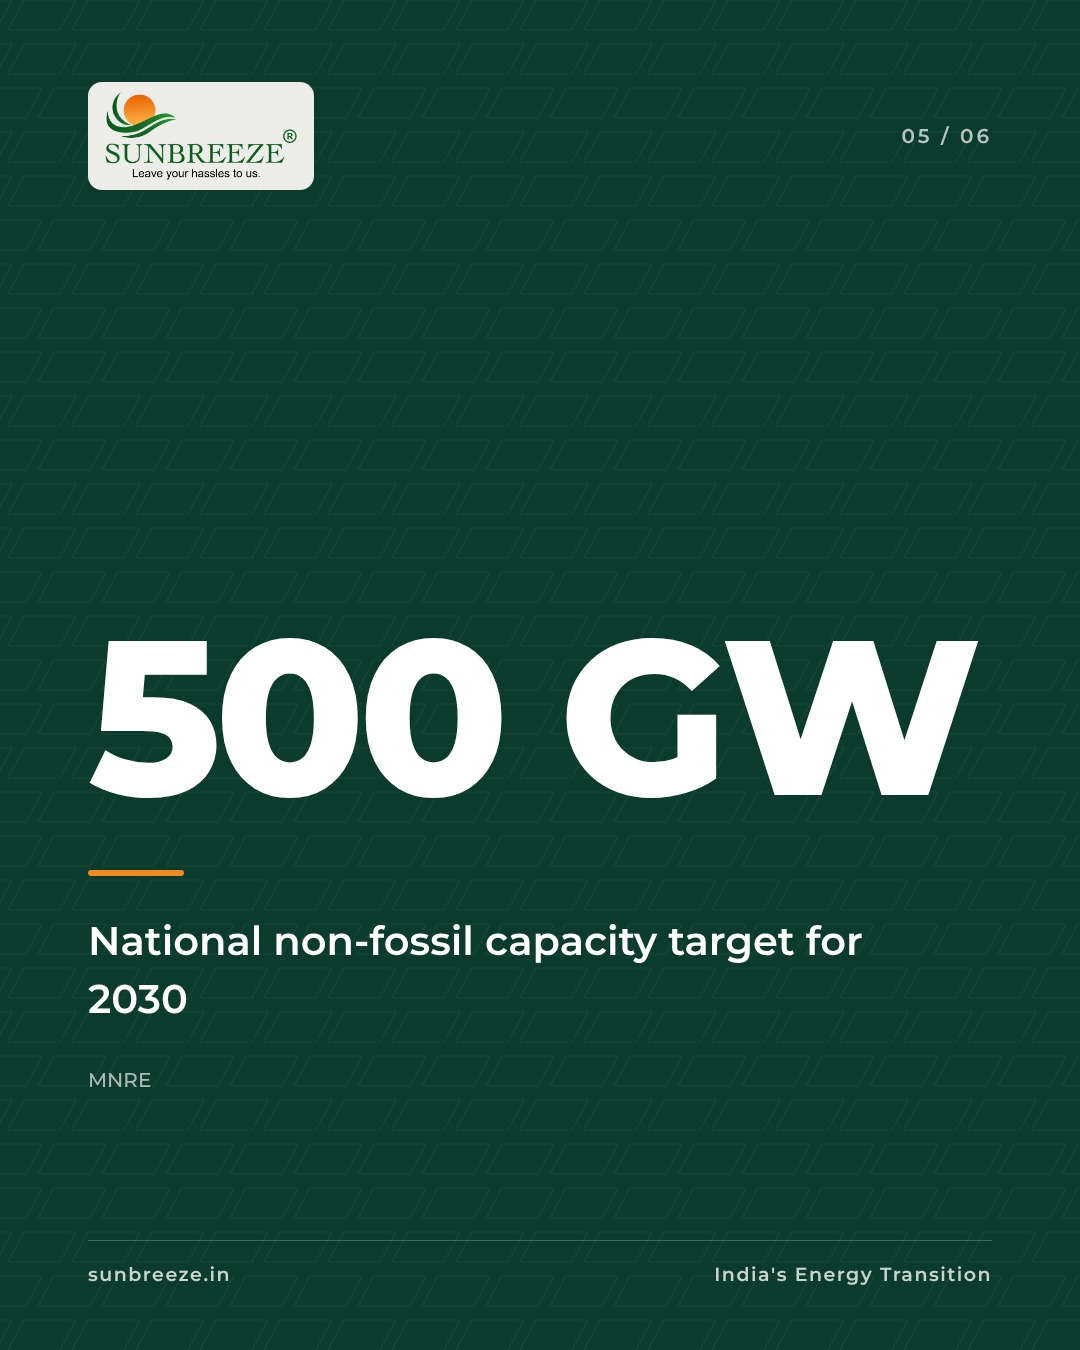 SUNBREEZE®
Leave your hassles to us.
05 / 06
500 GW
National non-fossil capacity target for
2030
MNRE
sunbreeze.in
India's Energy Transition